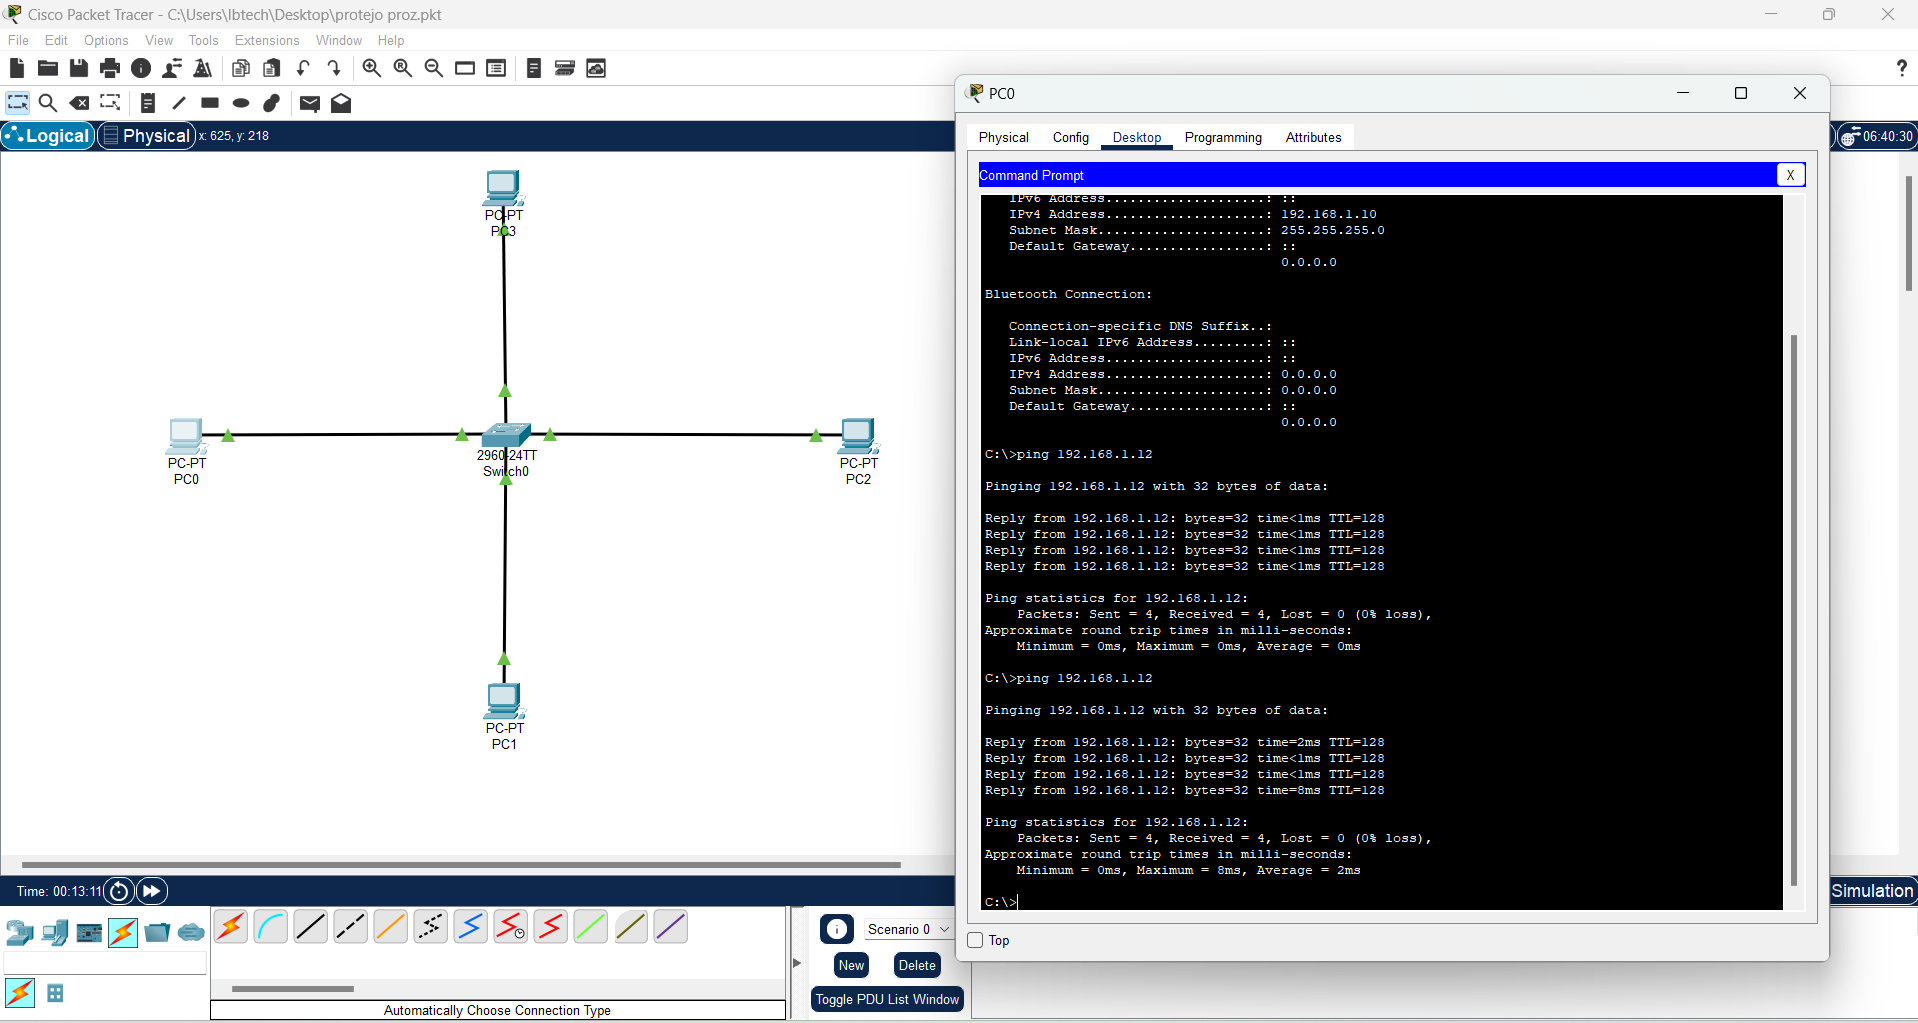 Cisco Packet Tracer - C:\Users\lbtech\Desktop\protejo proz.pkt
File Edit Options View Tools Extensions Window Help
?
Logical Physical x: 625, y: 218
06:40:30
PC-PT
PC3
PC-PT
PC0
2960-24TT
Switch0
PC-PT
PC2
PC-PT
PC1
Time: 00:13:11
Simulation
Scenario 0
New Delete
Toggle PDU List Window
Automatically Choose Connection Type
PC0
Physical Config Desktop Programming Attributes
Command Prompt X
IPv6 Address....................: ::
IPv4 Address....................: 192.168.1.10
Subnet Mask.....................: 255.255.255.0
Default Gateway.................: ::
0.0.0.0
Bluetooth Connection:
Connection-specific DNS Suffix..:
Link-local IPv6 Address.........: ::
IPv6 Address....................: ::
IPv4 Address....................: 0.0.0.0
Subnet Mask.....................: 0.0.0.0
Default Gateway.................: ::
0.0.0.0
C:\>ping 192.168.1.12
Pinging 192.168.1.12 with 32 bytes of data:
Reply from 192.168.1.12: bytes=32 time<1ms TTL=128
Reply from 192.168.1.12: bytes=32 time<1ms TTL=128
Reply from 192.168.1.12: bytes=32 time<1ms TTL=128
Reply from 192.168.1.12: bytes=32 time<1ms TTL=128
Ping statistics for 192.168.1.12:
Packets: Sent = 4, Received = 4, Lost = 0 (0% loss),
Approximate round trip times in milli-seconds:
Minimum = 0ms, Maximum = 0ms, Average = 0ms
C:\>ping 192.168.1.12
Pinging 192.168.1.12 with 32 bytes of data:
Reply from 192.168.1.12: bytes=32 time=2ms TTL=128
Reply from 192.168.1.12: bytes=32 time<1ms TTL=128
Reply from 192.168.1.12: bytes=32 time<1ms TTL=128
Reply from 192.168.1.12: bytes=32 time=8ms TTL=128
Ping statistics for 192.168.1.12:
Packets: Sent = 4, Received = 4, Lost = 0 (0% loss),
Approximate round trip times in milli-seconds:
Minimum = 0ms, Maximum = 8ms, Average = 2ms
C:\>
Top